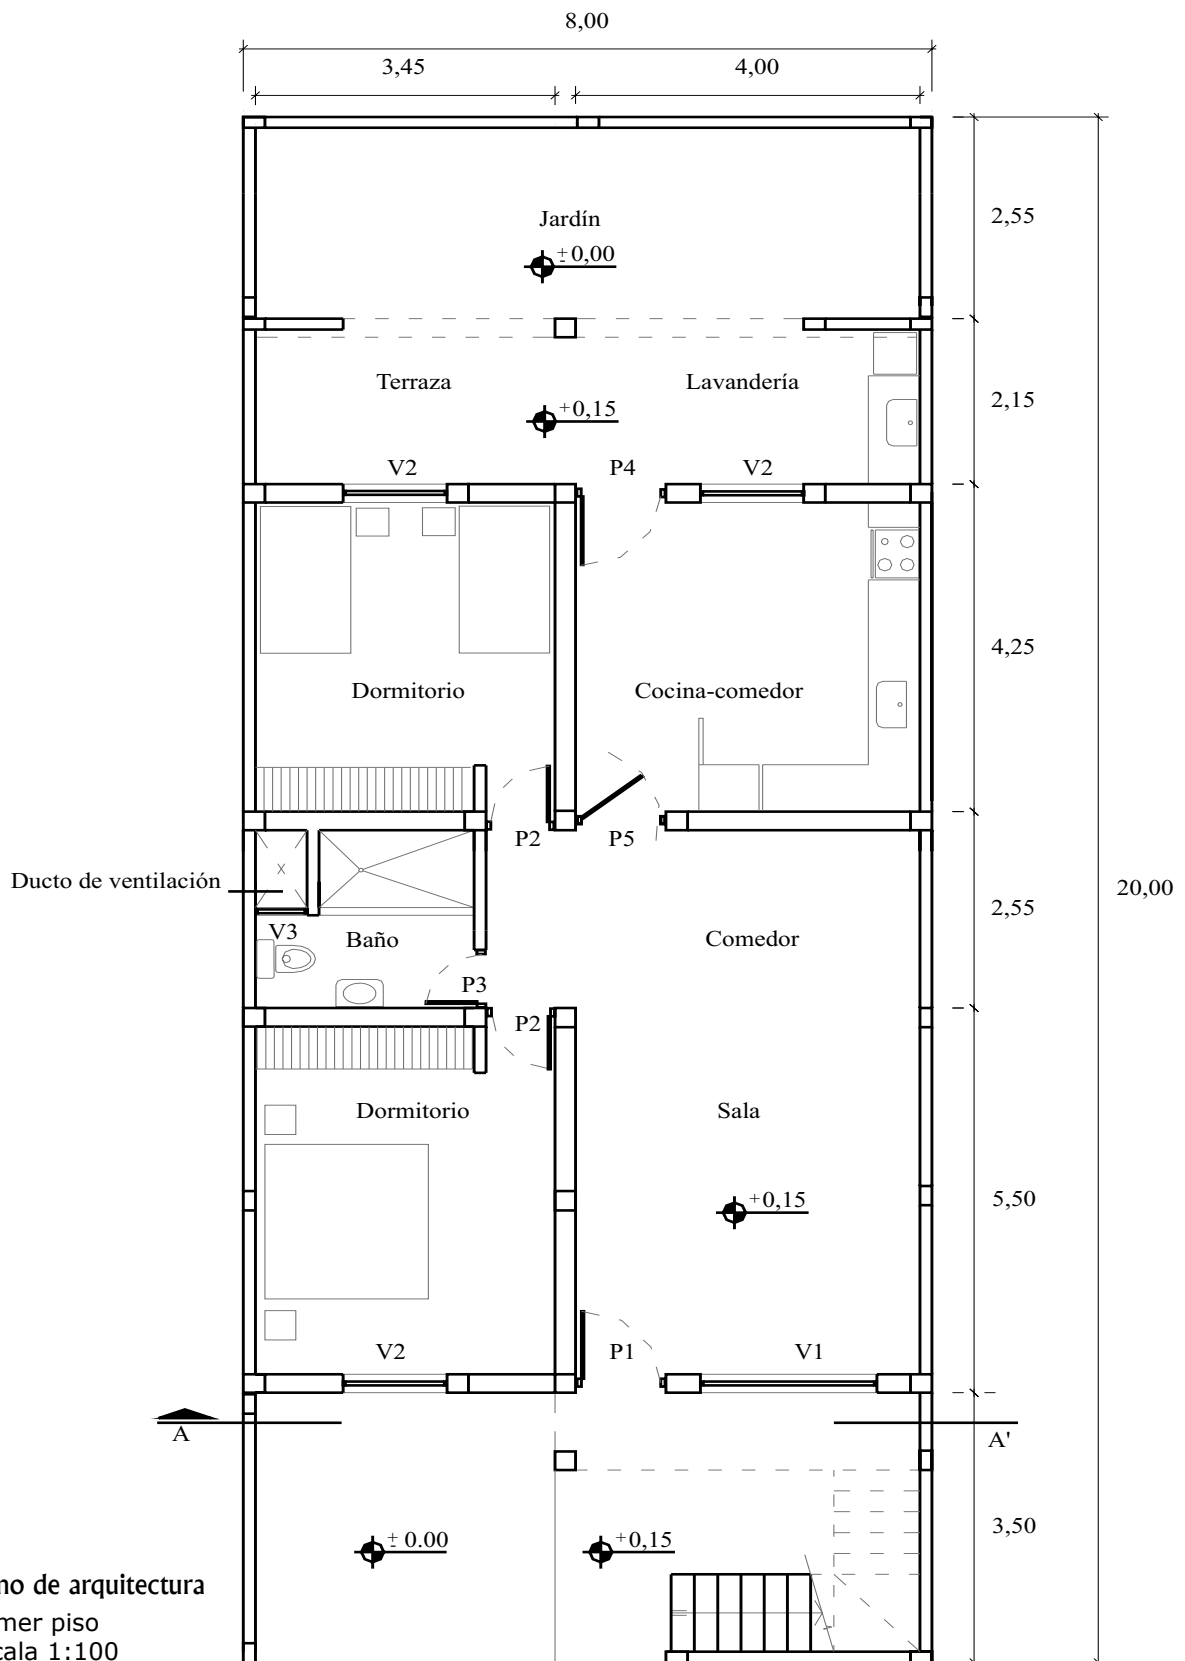 8,00
3,45 4,00
2,55
Jardín
±0,00
Terraza Lavandería
2,15
+0,15
V2 P4 V2
4,25
Dormitorio Cocina-comedor
P2 P5
Ducto de ventilación
20,00
2,55
V3 Baño Comedor
P3
P2
Dormitorio Sala
+0,15
5,50
V2 P1 V1
A A'
3,50
± 0.00 +0,15
no de arquitectura
mer piso
cala 1:100